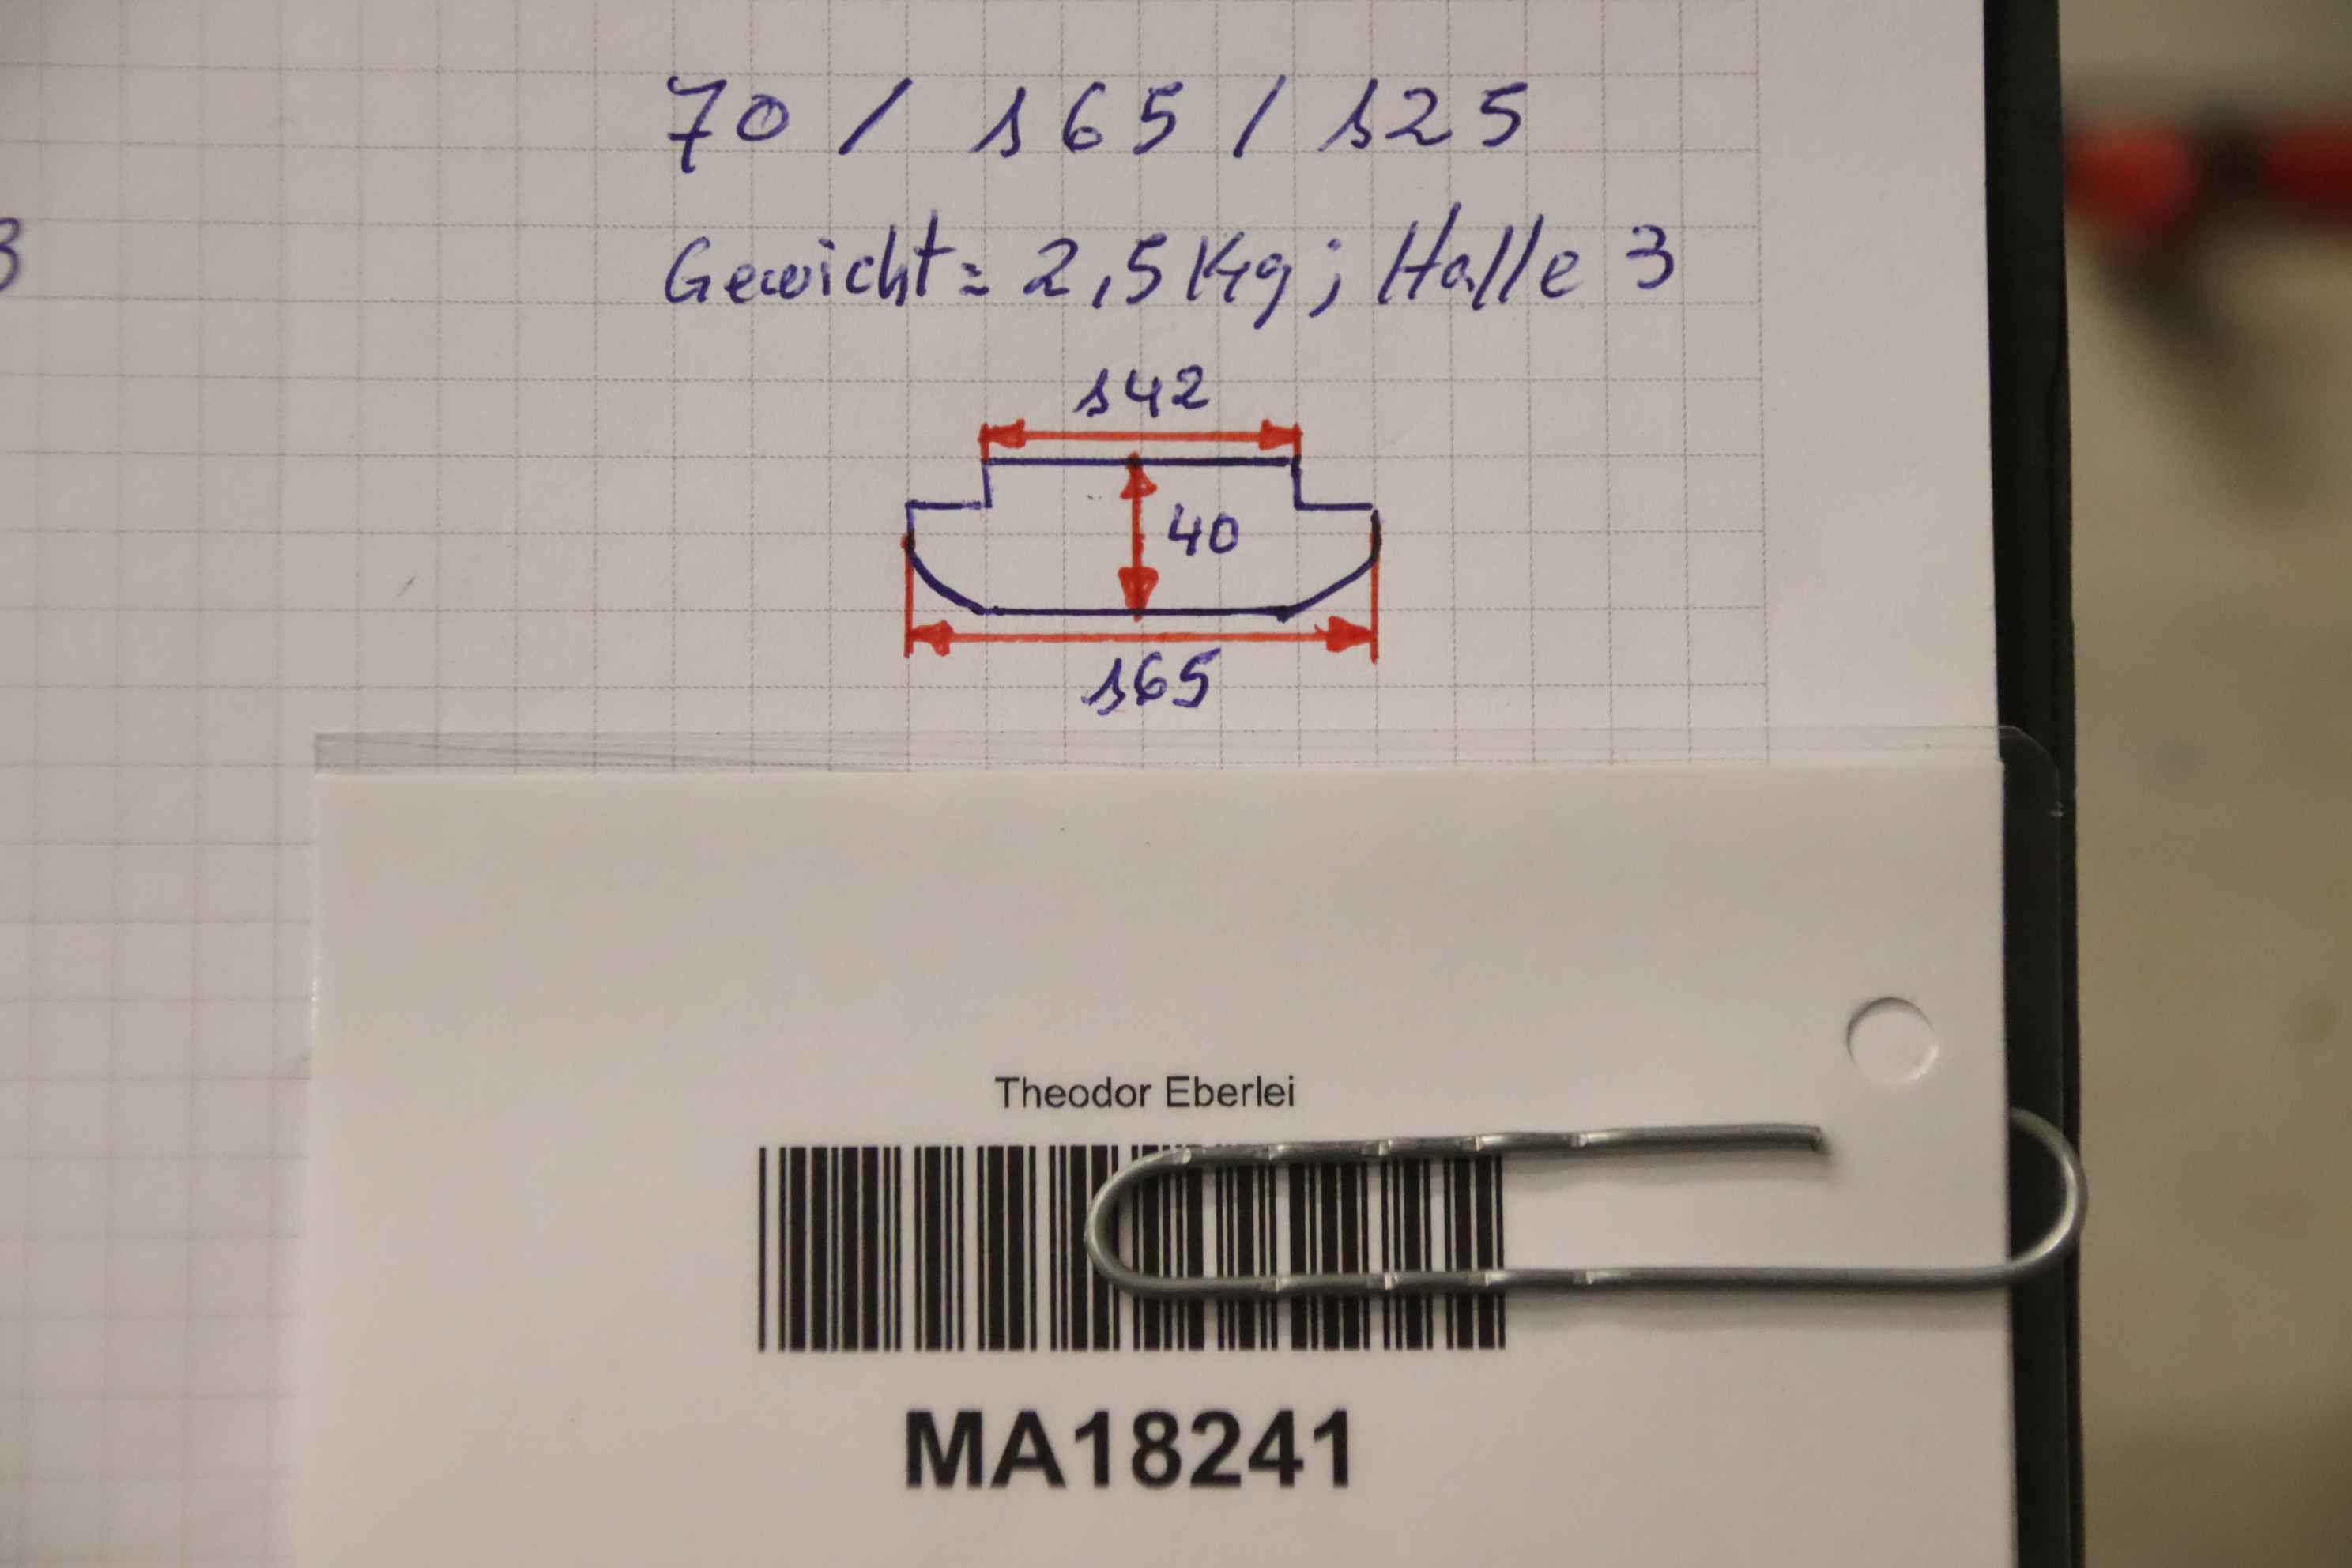 70 / 165 / 125
Gewicht = 2,5 Kg ; Halle 3
142
40
165
Theodor Eberlei
MA18241